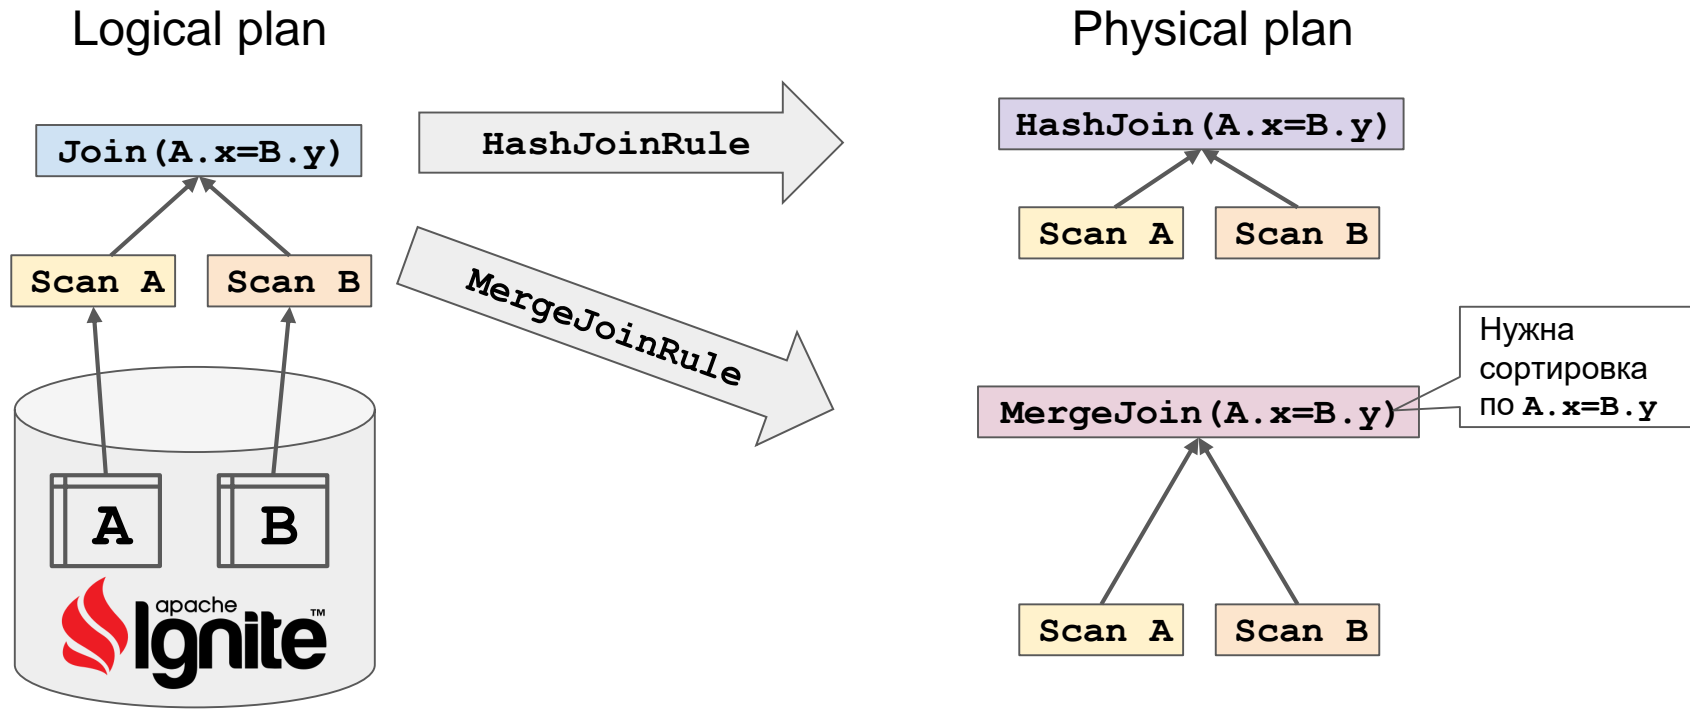 Logical plan
Join(A.x=B.y)
Scan A
Scan B
A
B
apache
Ignite™
HashJoinRule
MergeJoinRule
Physical plan
HashJoin(A.x=B.y)
Scan A
Scan B
MergeJoin(A.x=B.y)
Нужна
сортировка
по A.x=B.y
Scan A
Scan B